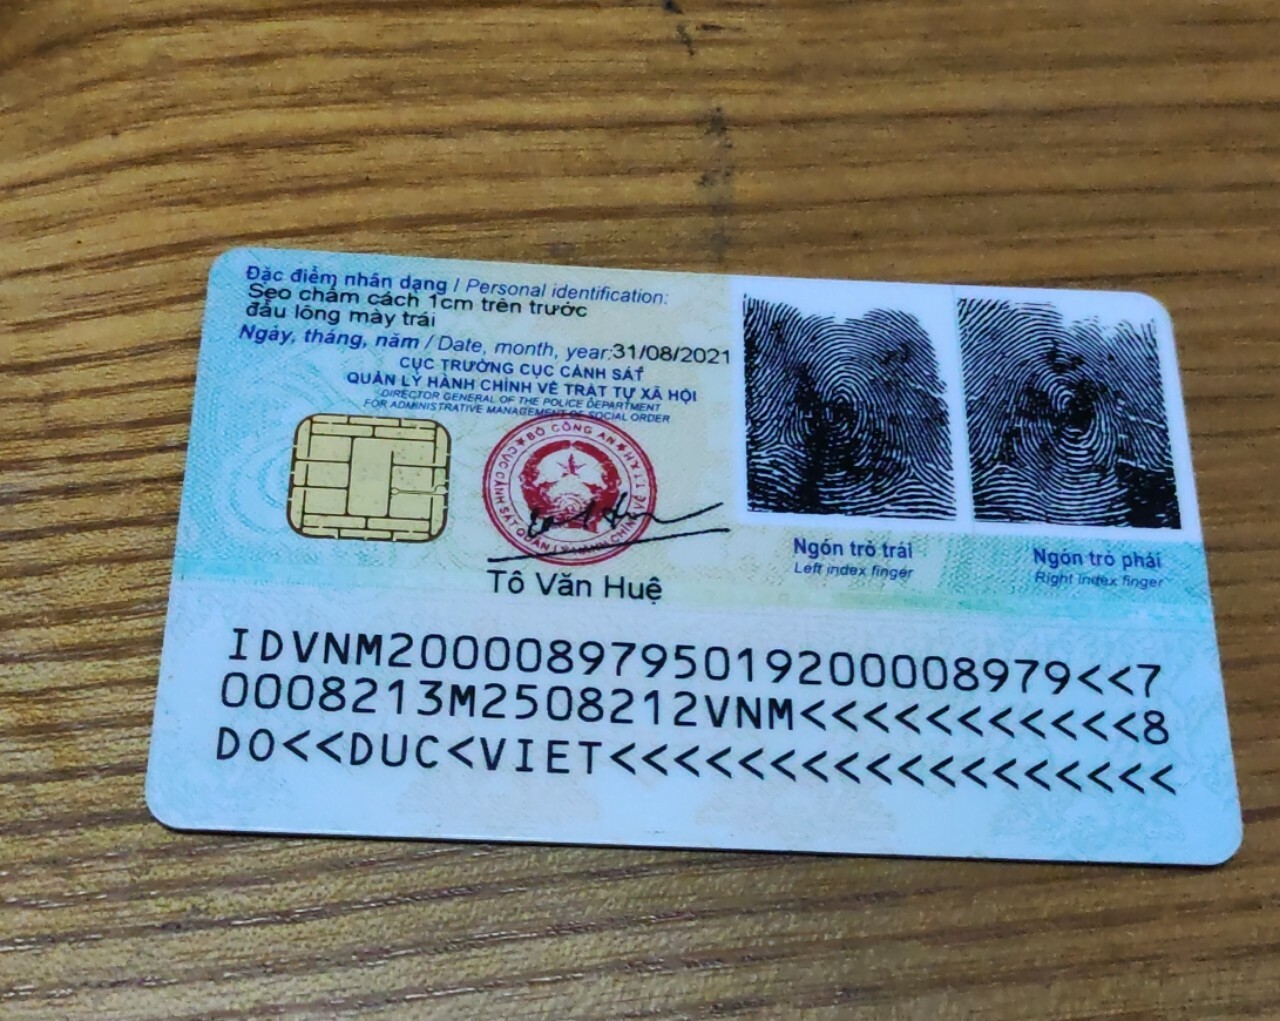 Đặc điểm nhân dạng / Personal identification:
Sẹo chấm cách 1cm trên trước
đầu lông mày trái
Ngày, tháng, năm / Date, month, year:31/08/2021
CỤC TRƯỞNG CỤC CẢNH SÁT
QUẢN LÝ HÀNH CHÍNH VỀ TRẬT TỰ XÃ HỘI
DIRECTOR GENERAL OF THE POLICE DEPARTMENT
FOR ADMINISTRATIVE MANAGEMENT OF SOCIAL ORDER
BỘ CÔNG AN
Tô Văn Huệ
Ngón trỏ trái
Left index finger
Ngón trỏ phải
Right index finger
IDVNM2000089795019200008979<<7
0008213M2508212VNM<<<<<<<<<<<8
DO<<DUC<VIET<<<<<<<<<<<<<<<<<<